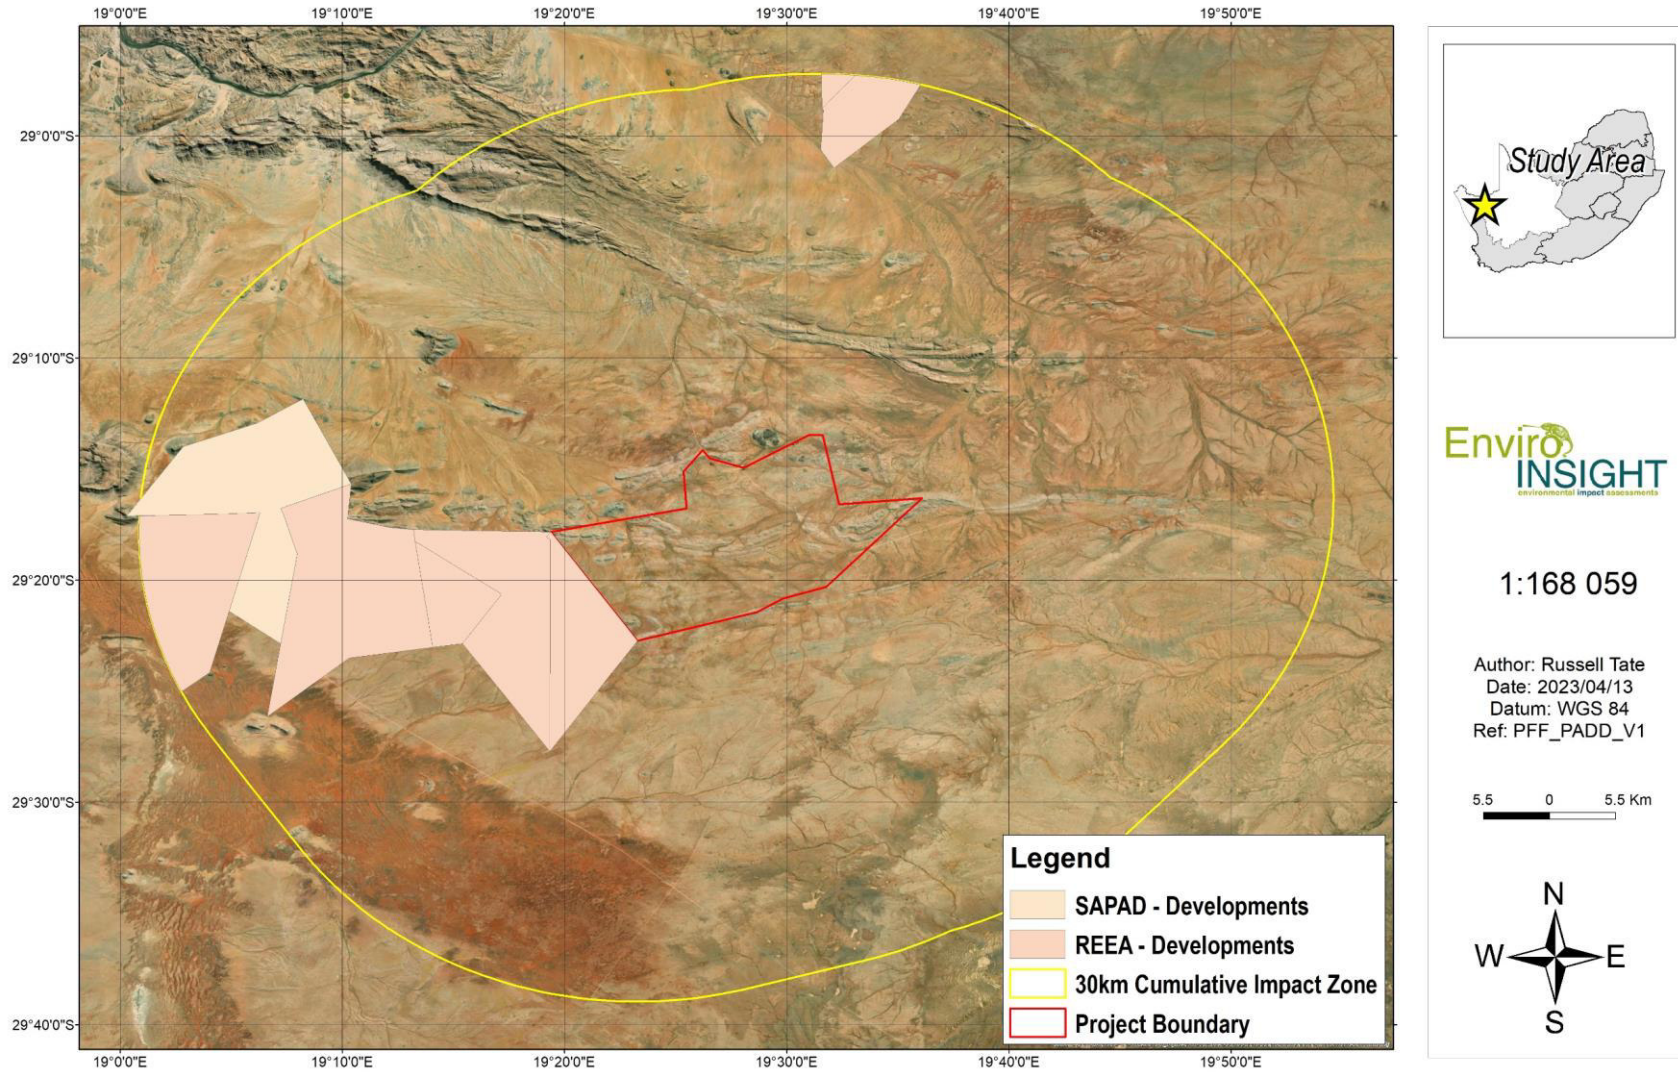 19°0'0"E 19°10'0"E 19°20'0"E 19°30'0"E 19°40'0"E 19°50'0"E
29°0'0"S
29°10'0"S
29°20'0"S
29°30'0"S
29°40'0"S
19°0'0"E 19°10'0"E 19°20'0"E 19°30'0"E 19°40'0"E 19°50'0"E
Legend
SAPAD - Developments
REEA - Developments
30km Cumulative Impact Zone
Project Boundary
Study Area
Enviro
INSIGHT
environmental impact assessments
1:168 059
Author: Russell Tate
Date: 2023/04/13
Datum: WGS 84
Ref: PFF_PADD_V1
5.5 0 5.5 Km
N
W E
S